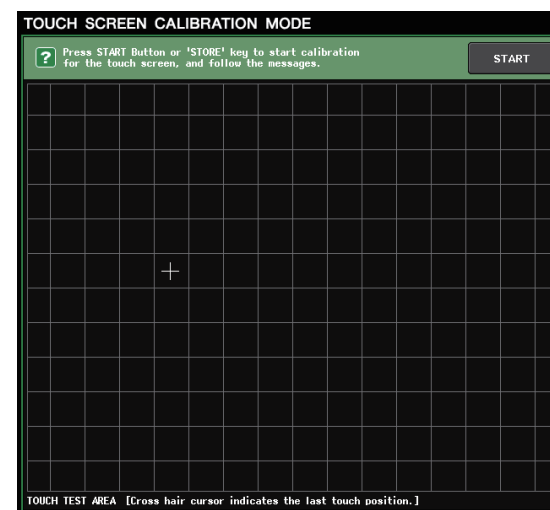 TOUCH SCREEN CALIBRATION MODE
? Press START Button or 'STORE' key to start calibration
for the touch screen, and follow the messages.
START
TOUCH TEST AREA [Cross hair cursor indicates the last touch position.]